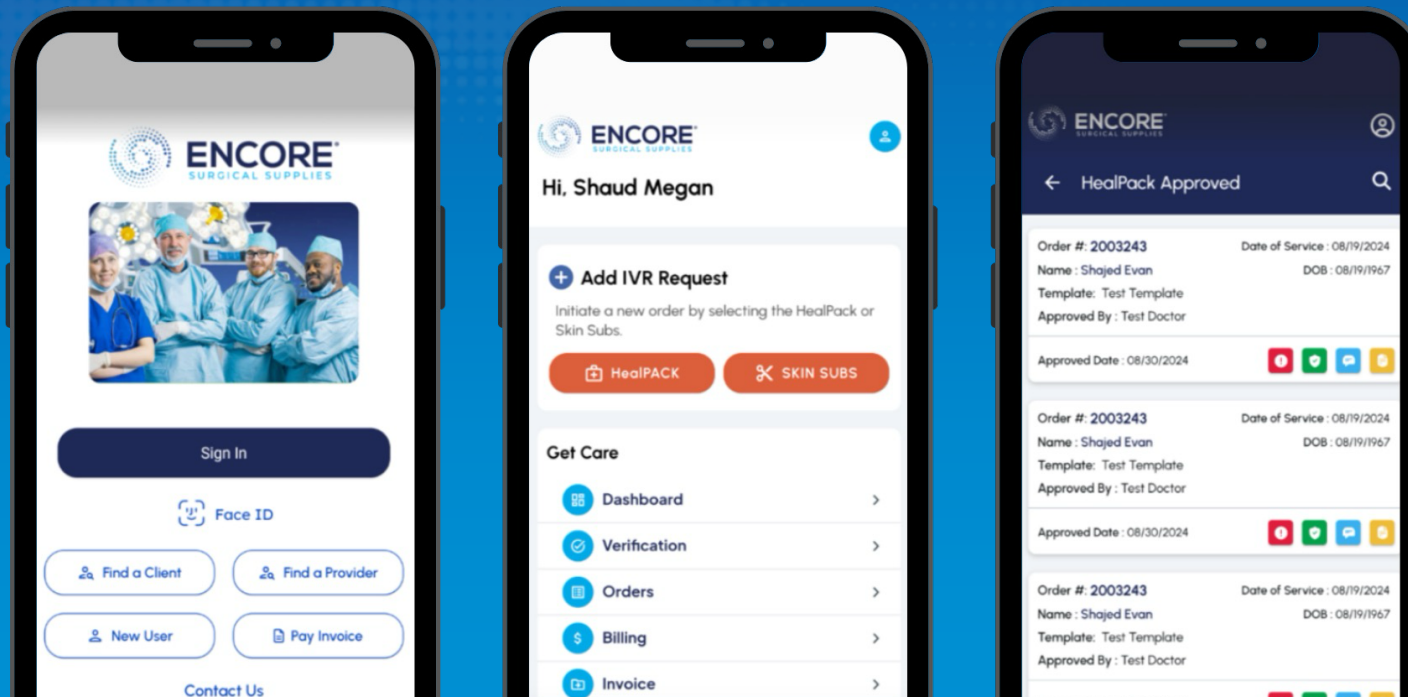 ENCORE
SURGICAL SUPPLIES
Sign In
Face ID
Find a Client
Find a Provider
New User
Pay Invoice
Contact Us
ENCORE
SURGICAL SUPPLIES
Hi, Shaud Megan
Add IVR Request
Initiate a new order by selecting the HealPack or
Skin Subs.
HealPACK
SKIN SUBS
Get Care
Dashboard
Verification
Orders
Billing
Invoice
ENCORE
SURGICAL SUPPLIES
HealPack Approved
Order #: 2003243
Date of Service : 08/19/2024
Name : Shajed Evan
DOB : 08/19/1967
Template: Test Template
Approved By : Test Doctor
Approved Date : 08/30/2024
Order #: 2003243
Date of Service : 08/19/2024
Name : Shajed Evan
DOB : 08/19/1967
Template: Test Template
Approved By : Test Doctor
Approved Date : 08/30/2024
Order #: 2003243
Date of Service : 08/19/2024
Name : Shajed Evan
DOB : 08/19/1967
Template: Test Template
Approved By : Test Doctor